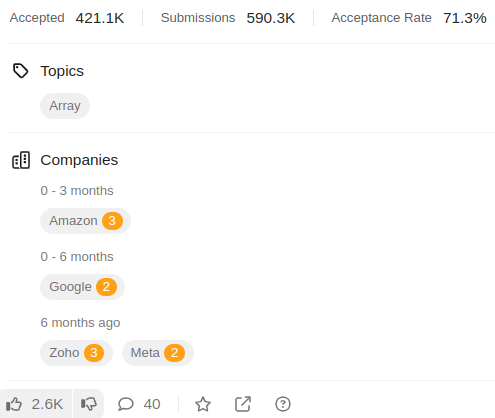 Accepted 421.1K Submissions 590.3K Acceptance Rate 71.3%
Topics
Array
Companies
0 - 3 months
Amazon 3
0 - 6 months
Google 2
6 months ago
Zoho 3 Meta 2
2.6K 40